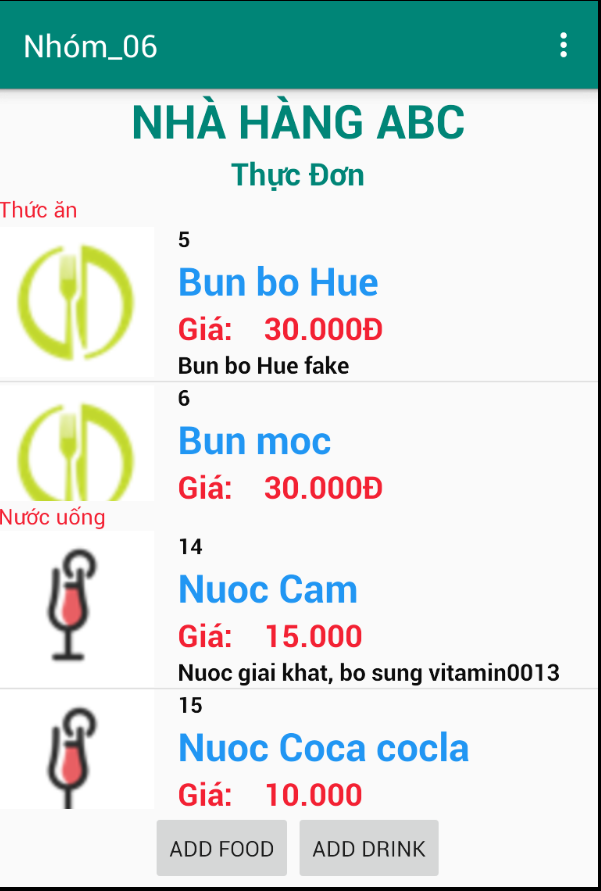 Nhóm_06
NHÀ HÀNG ABC
Thực Đơn
Thức ăn
5
Bun bo Hue
Giá: 30.000Đ
Bun bo Hue fake
6
Bun moc
Giá: 30.000Đ
Nước uống
14
Nuoc Cam
Giá: 15.000
Nuoc giai khat, bo sung vitamin0013
15
Nuoc Coca cocla
Giá: 10.000
ADD FOOD ADD DRINK